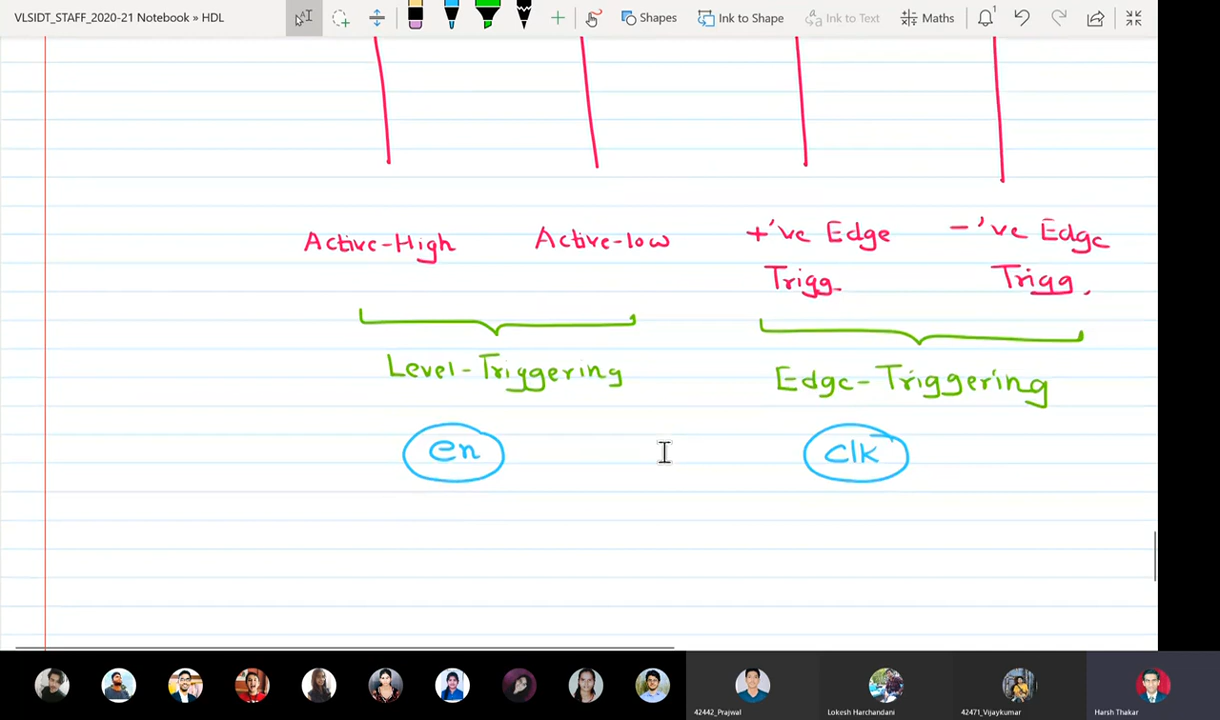 VLSIDT_STAFF_2020-21 Notebook » HDL
Shapes
Ink to Shape
Ink to Text
Maths
Active-High
Active-low
+'ve Edge
Trigg.
-'ve Edge
Trigg.
Level-Triggering
Edge-Triggering
en
clk
42442_Prajwal
Lokesh Harchandani
42471_Vijaykumar
Harsh Thakar